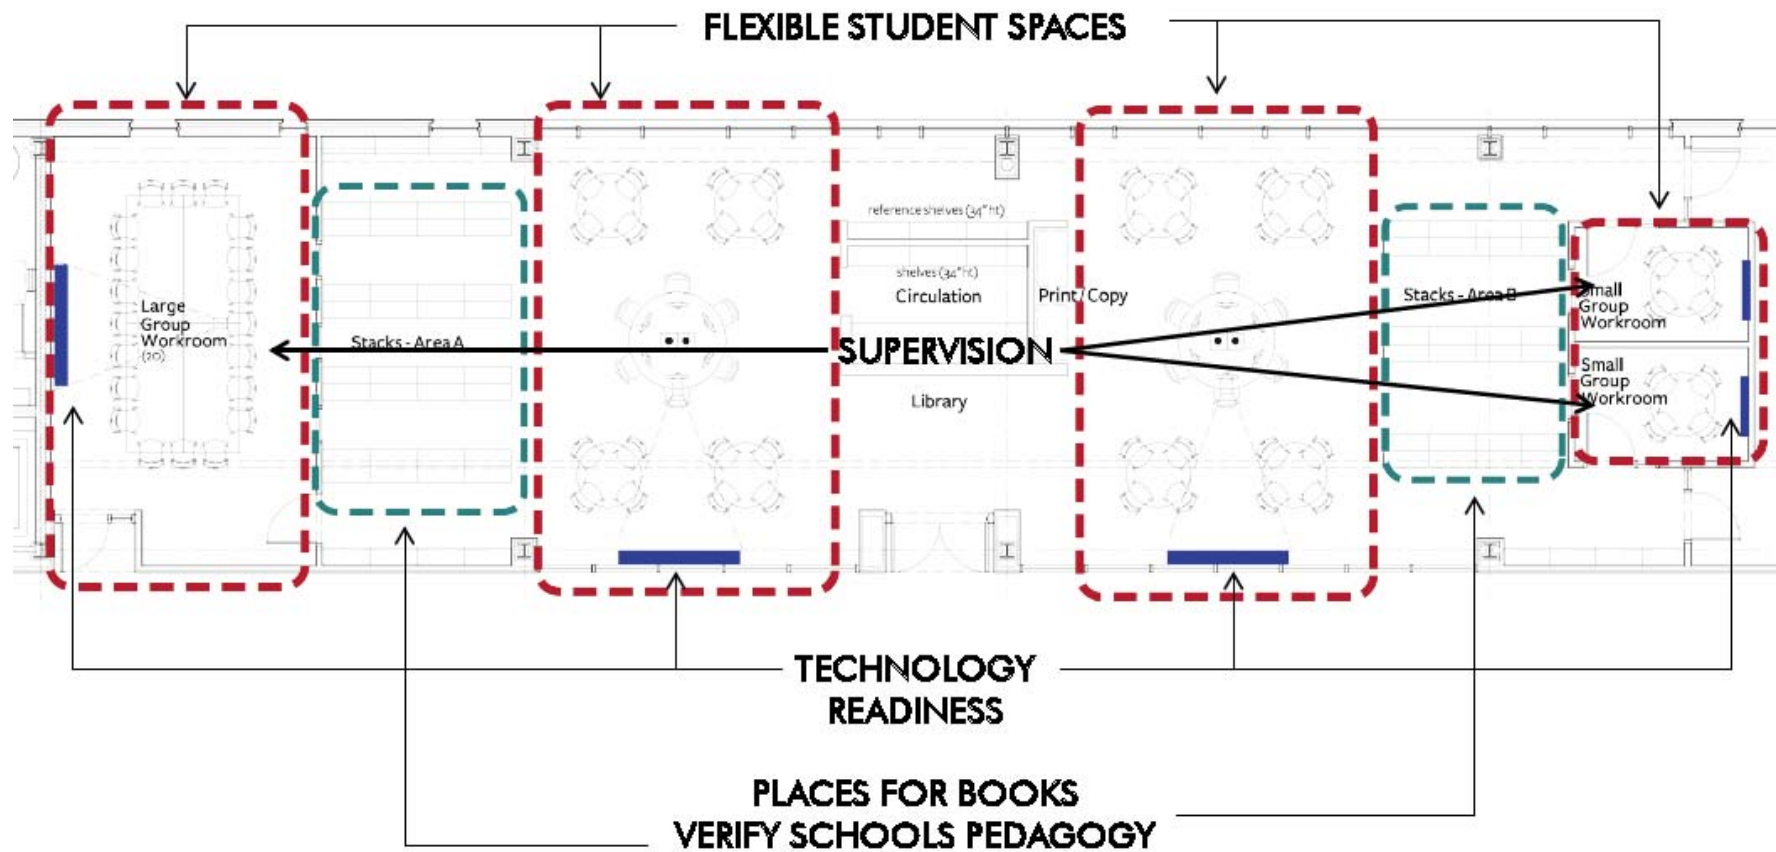 FLEXIBLE STUDENT SPACES
reference shelves (34"ht)
shelves (34"ht)
Circulation
Print / Copy
Large
Group
Workroom
(20)
Stacks - Area A
SUPERVISION
Library
Stacks - Area B
Small
Group
Workroom
Small
Group
Workroom
TECHNOLOGY
READINESS
PLACES FOR BOOKS
VERIFY SCHOOLS PEDAGOGY